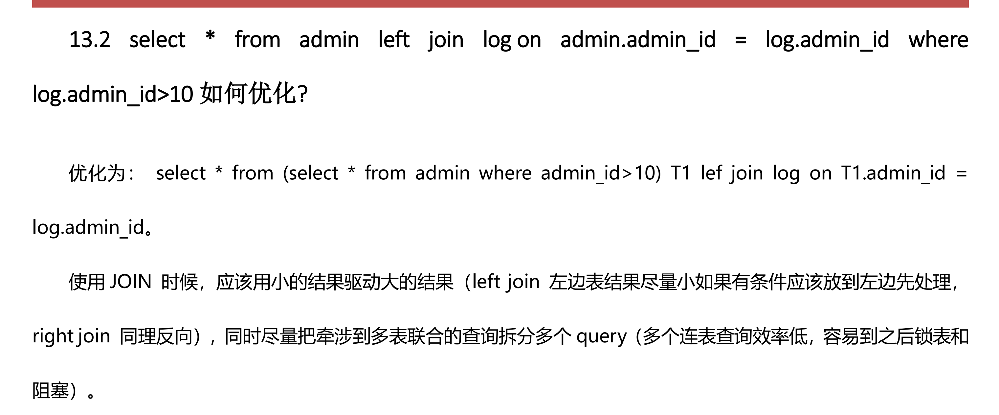 13.2 select * from admin left join log on admin.admin_id = log.admin_id where
log.admin_id>10 如何优化?
优化为： select * from (select * from admin where admin_id>10) T1 lef join log on T1.admin_id =
log.admin_id。
使用 JOIN 时候，应该用小的结果驱动大的结果（left join 左边表结果尽量小如果有条件应该放到左边先处理，
right join 同理反向），同时尽量把牵涉到多表联合的查询拆分多个 query（多个连表查询效率低，容易到之后锁表和
阻塞）。